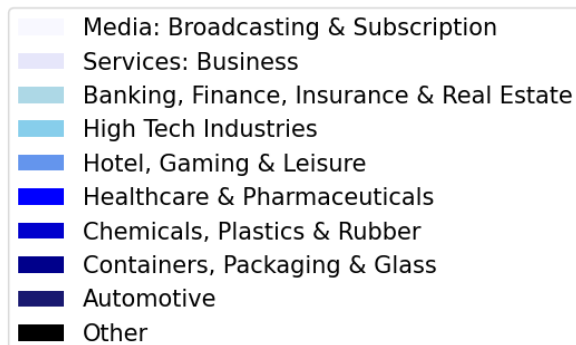 Media: Broadcasting & Subscription
Services: Business
Banking, Finance, Insurance & Real Estate
High Tech Industries
Hotel, Gaming & Leisure
Healthcare & Pharmaceuticals
Chemicals, Plastics & Rubber
Containers, Packaging & Glass
Automotive
Other